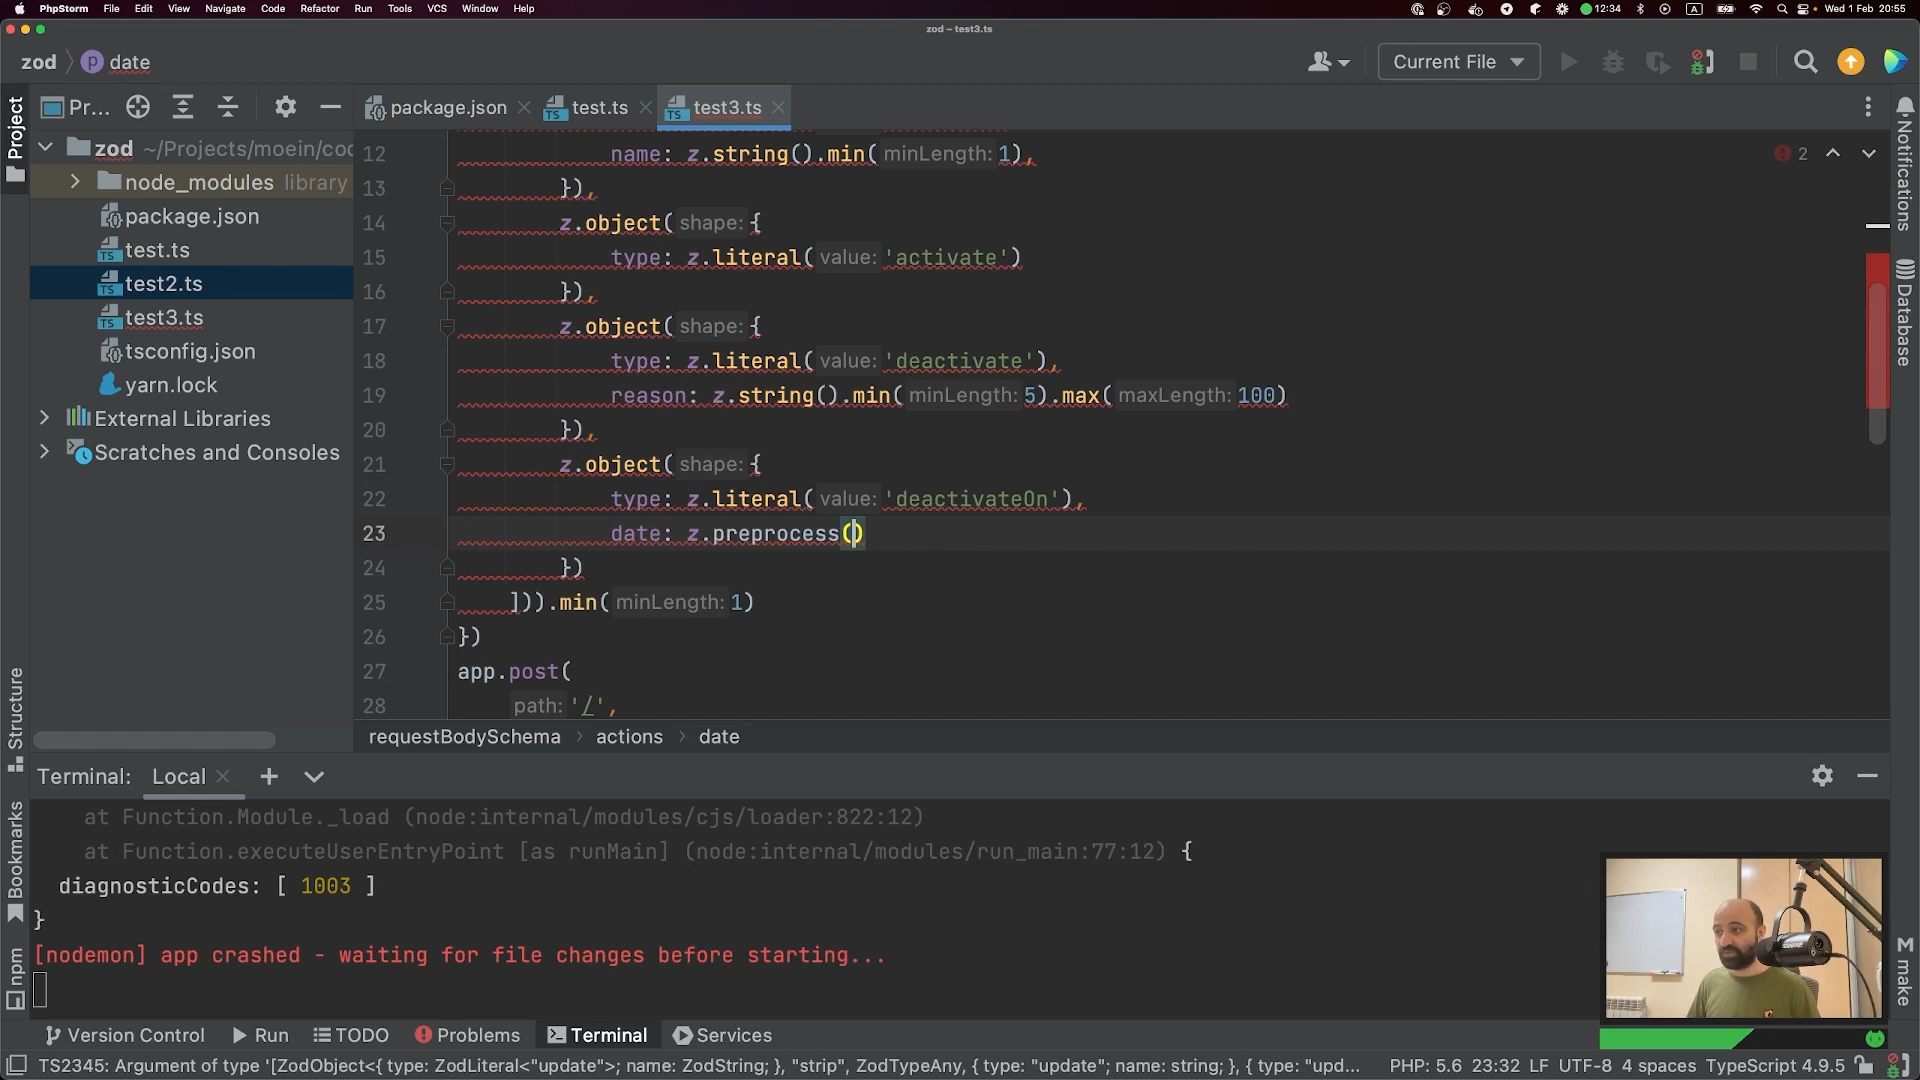 PhpStorm File Edit View Navigate Code Refactor Run Tools VCS Window Help 12:34 A Wed 1 Feb 20:55
zod – test3.ts
zod p date Current File
Project Pr... package.json test.ts test3.ts Notifications
zod ~/Projects/moein/coc
node_modules library
package.json
test.ts
test2.ts
test3.ts
tsconfig.json
yarn.lock
External Libraries
Scratches and Consoles
12 name: z.string().min( minLength: 1), 2
13 }),
14 z.object( shape: {
15 type: z.literal( value: 'activate')
16 }),
17 z.object( shape: {
18 type: z.literal( value: 'deactivate'),
19 reason: z.string().min( minLength: 5).max( maxLength: 100)
20 }),
21 z.object( shape: {
22 type: z.literal( value: 'deactivateOn'),
23 date: z.preprocess()
24 })
25 ])).min( minLength: 1)
26 })
27 app.post(
28 path: '/',
requestBodySchema actions date
Database
Structure
Bookmarks
npm
make
Terminal: Local
at Function.Module._load (node:internal/modules/cjs/loader:822:12)
at Function.executeUserEntryPoint [as runMain] (node:internal/modules/run_main:77:12) {
diagnosticCodes: [ 1003 ]
}
[nodemon] app crashed - waiting for file changes before starting...
Version Control Run TODO Problems Terminal Services
TS2345: Argument of type '[ZodObject<{ type: ZodLiteral<"update">; name: ZodString; }, "strip", ZodTypeAny, { type: "update"; name: string; }, { type: "upd... PHP: 5.6 23:32 LF UTF-8 4 spaces TypeScript 4.9.5